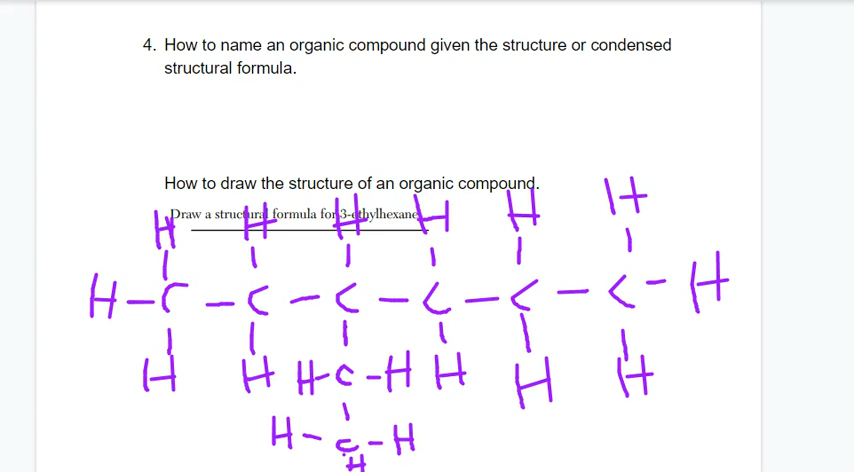 4. How to name an organic compound given the structure or condensed
structural formula.
How to draw the structure of an organic compound.
Draw a structural formula for 3-ethylhexane
H H H H H H
H-C-C-C-C-C-C-H
H H H-C-H H H H
H-C-H
H